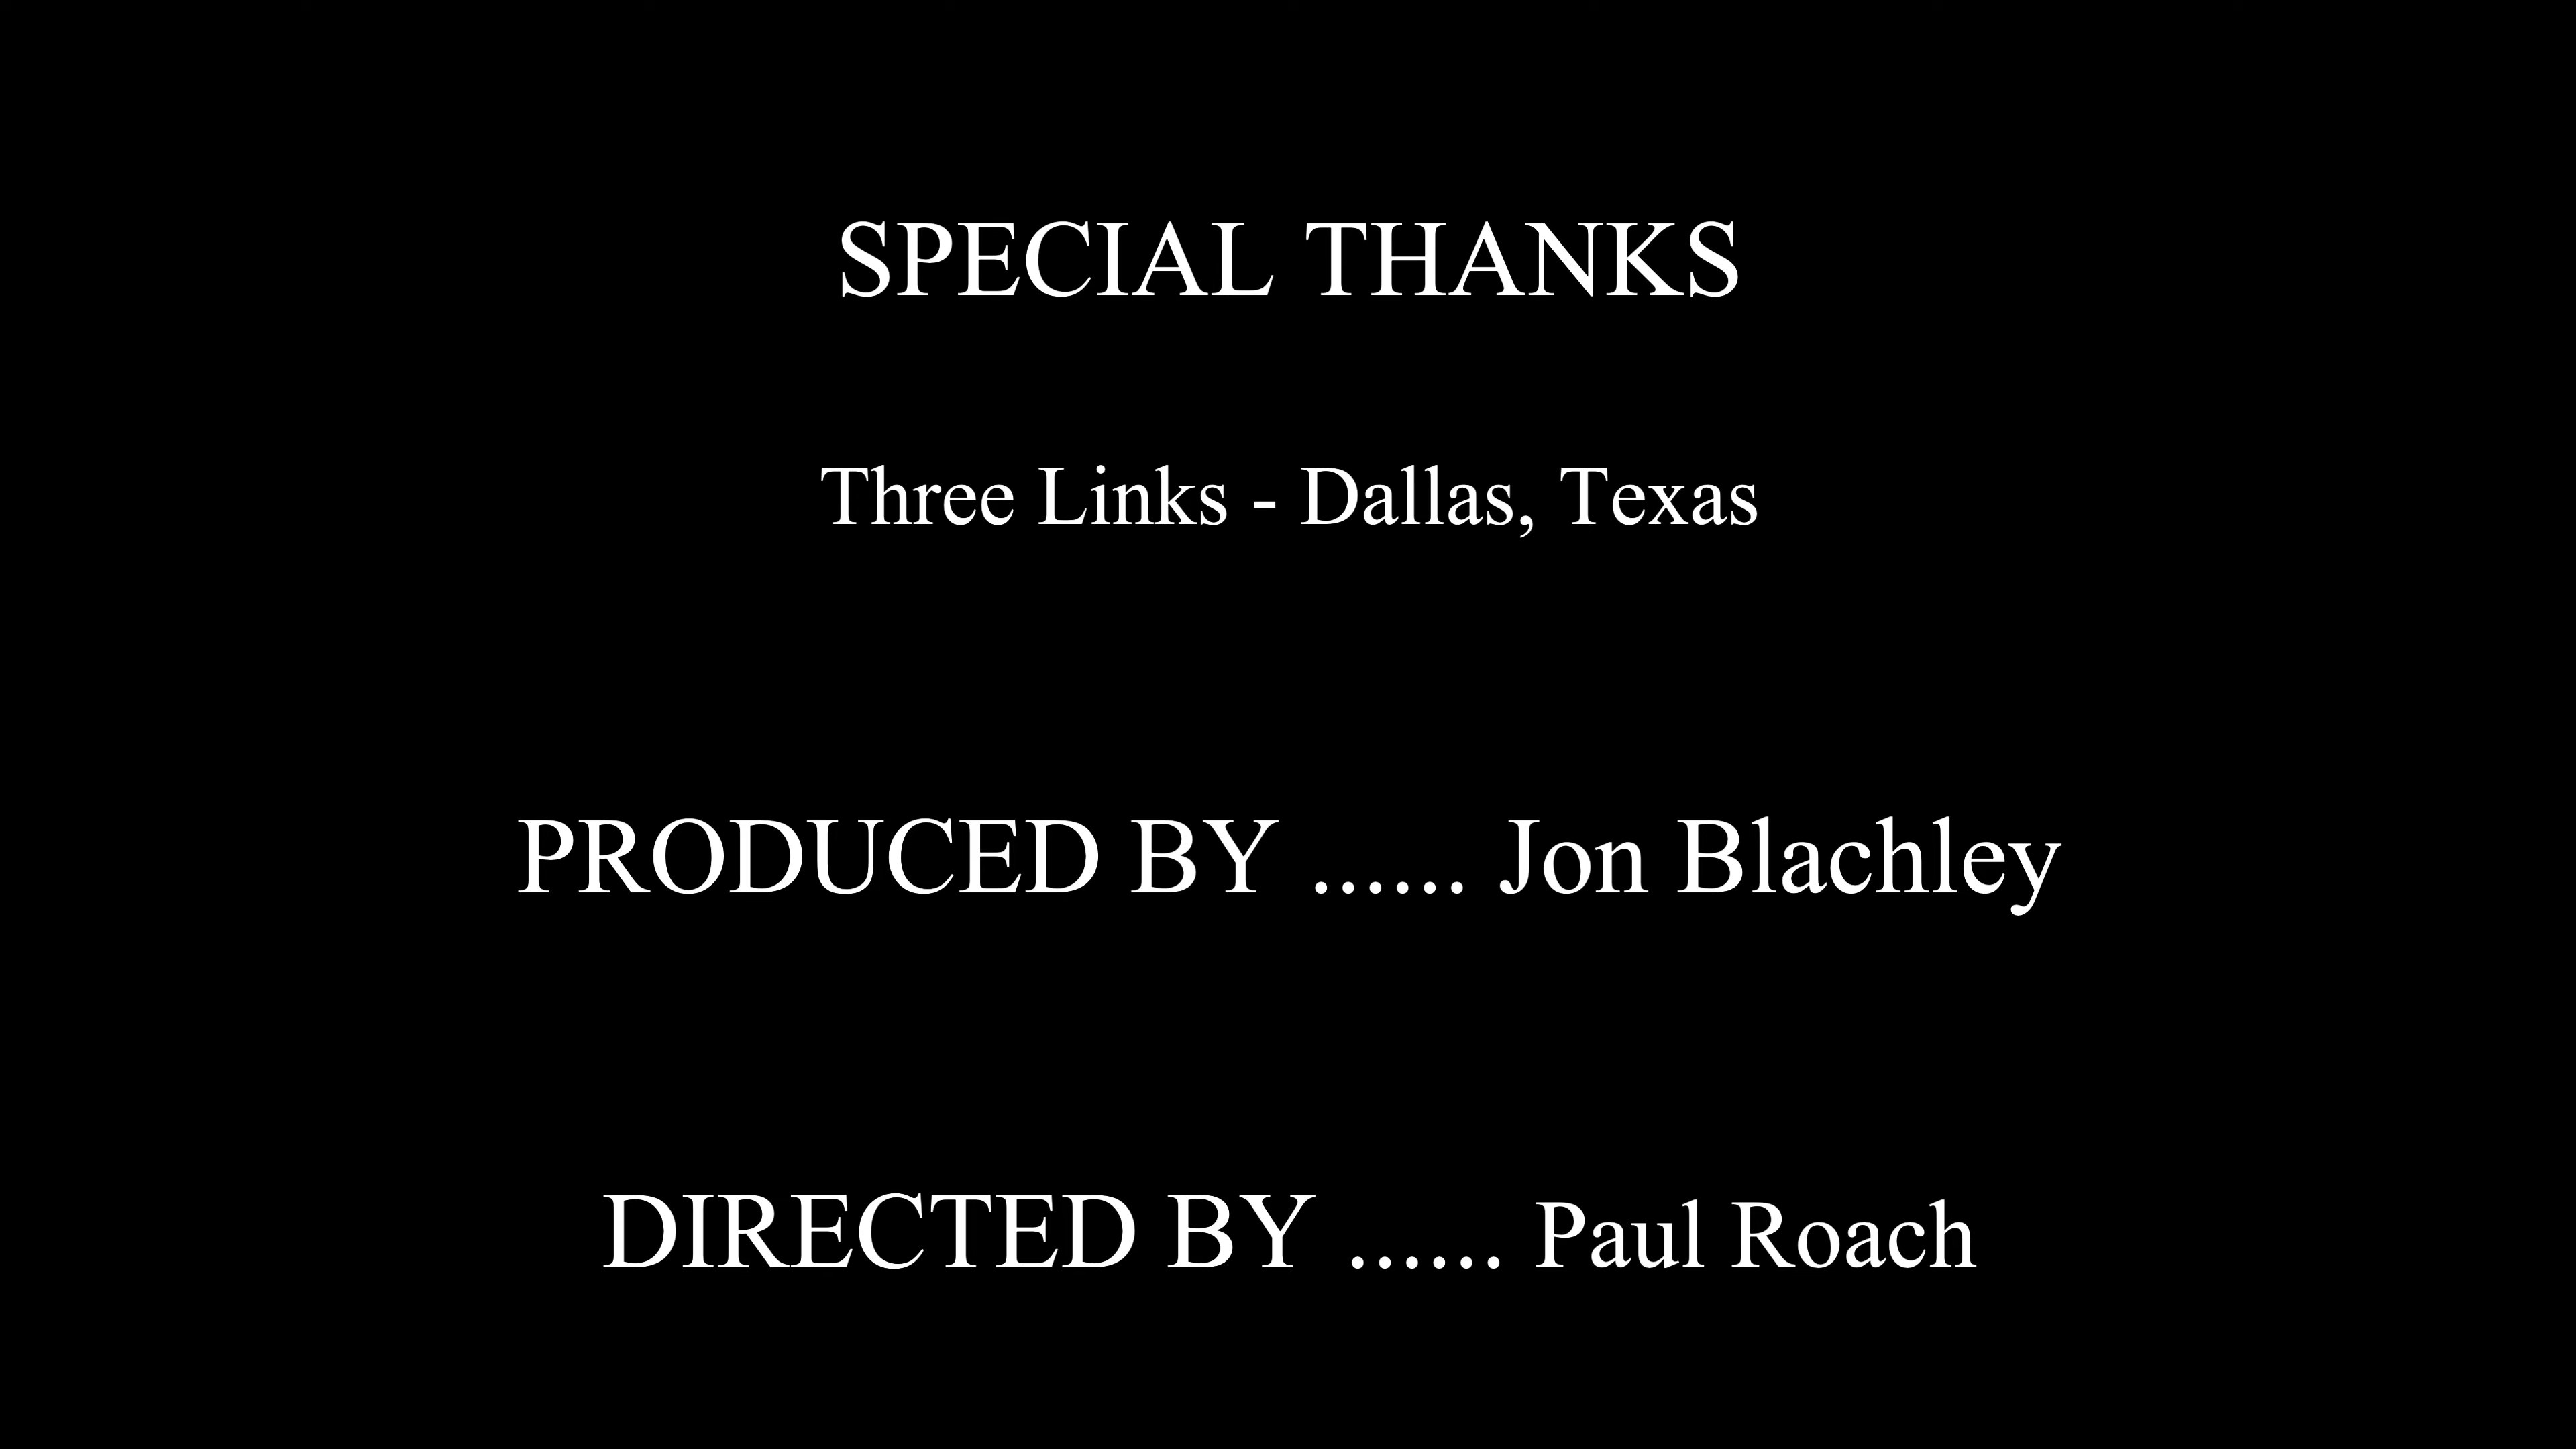 SPECIAL THANKS
Three Links - Dallas, Texas
PRODUCED BY ...... Jon Blachley
DIRECTED BY ...... Paul Roach